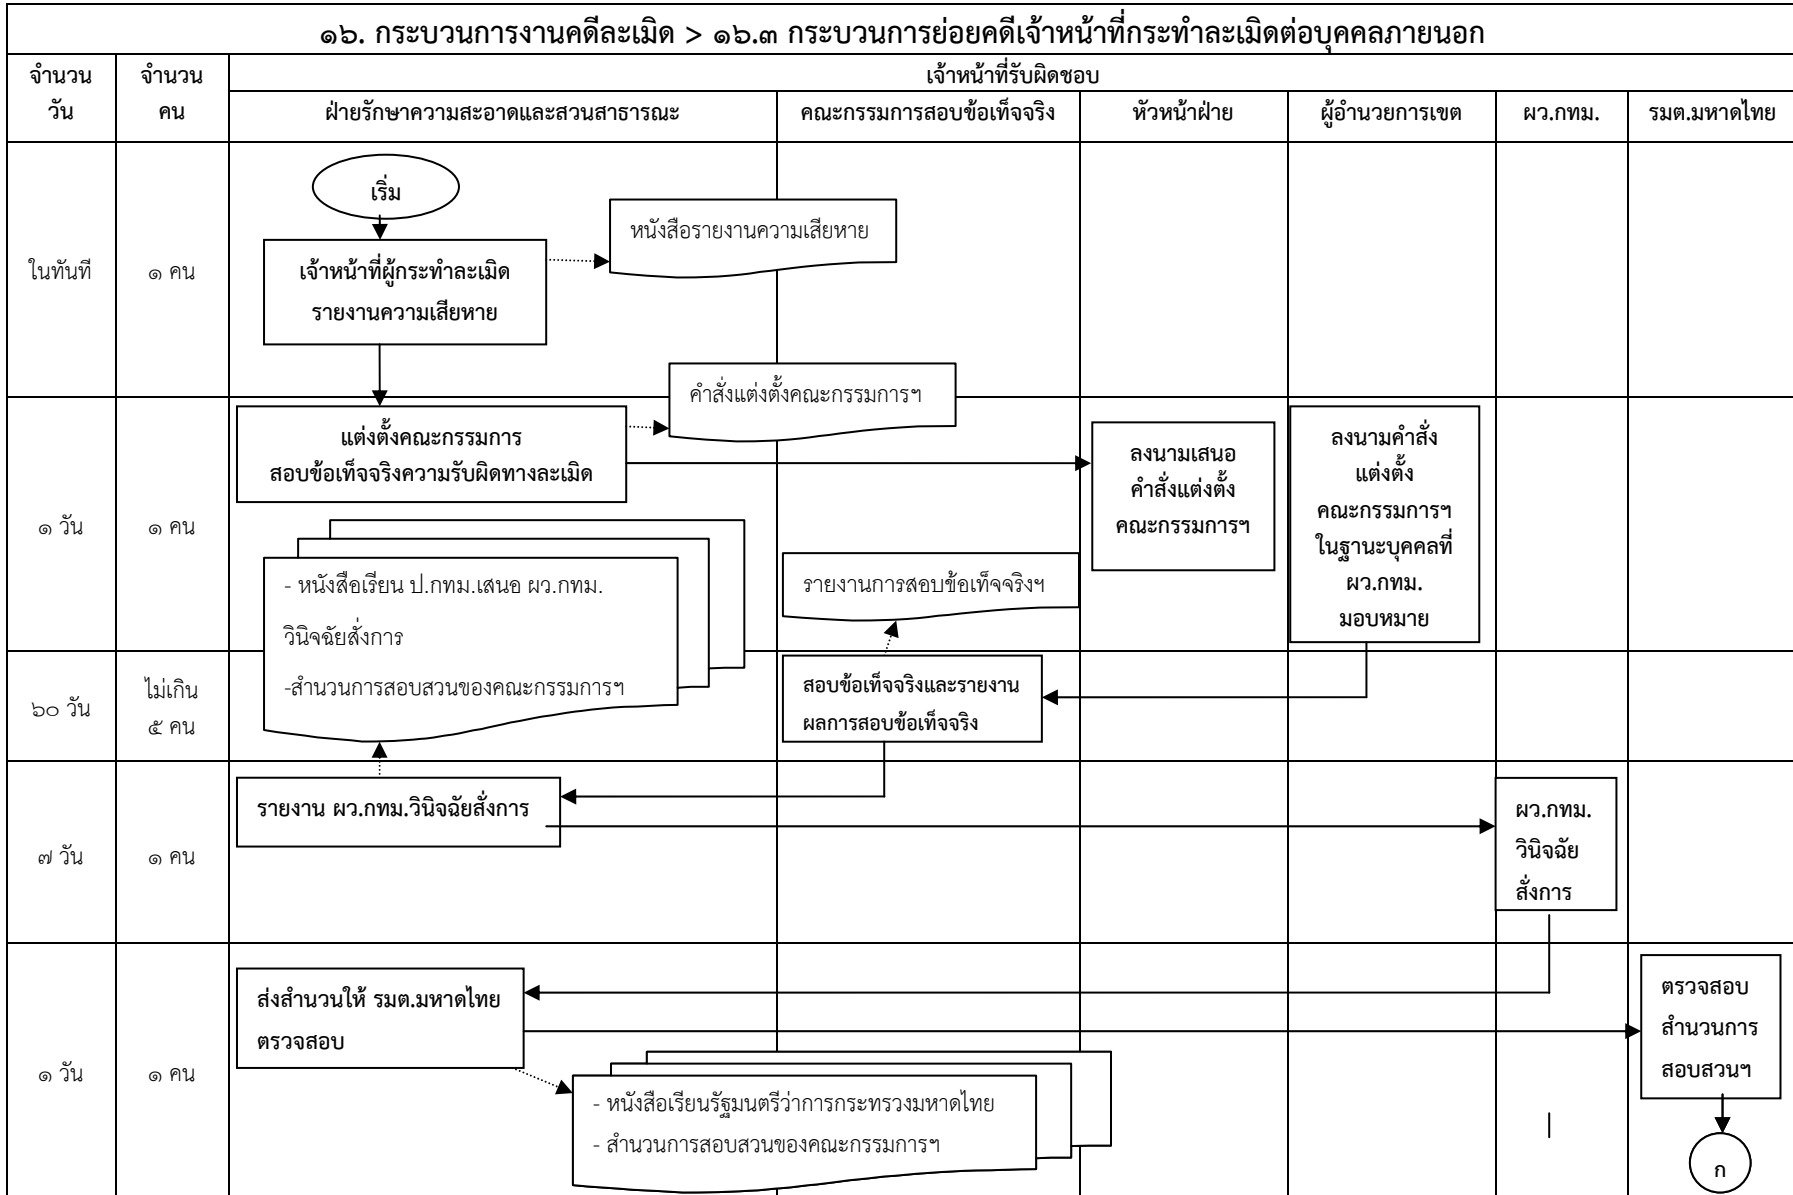 ๑๖. กระบวนการงานคดีละเมิด > ๑๖.๓ กระบวนการย่อยคดีเจ้าหน้าที่กระทำละเมิดต่อบุคคลภายนอก
จำนวน
วัน
จำนวน
คน
เจ้าหน้าที่รับผิดชอบ
ฝ่ายรักษาความสะอาดและสวนสาธารณะ
คณะกรรมการสอบข้อเท็จจริง
หัวหน้าฝ่าย
ผู้อำนวยการเขต
ผว.กทม.
รมต.มหาดไทย
ในทันที
๑ คน
เริ่ม
เจ้าหน้าที่ผู้กระทำละเมิด
รายงานความเสียหาย
หนังสือรายงานความเสียหาย
๑ วัน
๑ คน
แต่งตั้งคณะกรรมการ
สอบข้อเท็จจริงความรับผิดทางละเมิด
คำสั่งแต่งตั้งคณะกรรมการฯ
ลงนามเสนอ
คำสั่งแต่งตั้ง
คณะกรรมการฯ
ลงนามคำสั่ง
แต่งตั้ง
คณะกรรมการฯ
ในฐานะบุคคลที่
ผว.กทม.
มอบหมาย
- หนังสือเรียน ป.กทม.เสนอ ผว.กทม.
วินิจฉัยสั่งการ
-สำนวนการสอบสวนของคณะกรรมการฯ
รายงานการสอบข้อเท็จจริงฯ
๖๐ วัน
ไม่เกิน
๕ คน
สอบข้อเท็จจริงและรายงาน
ผลการสอบข้อเท็จจริง
๗ วัน
๑ คน
รายงาน ผว.กทม.วินิจฉัยสั่งการ
ผว.กทม.
วินิจฉัย
สั่งการ
๑ วัน
๑ คน
ส่งสำนวนให้ รมต.มหาดไทย
ตรวจสอบ
- หนังสือเรียนรัฐมนตรีว่าการกระทรวงมหาดไทย
- สำนวนการสอบสวนของคณะกรรมการฯ
ตรวจสอบ
สำนวนการ
สอบสวนฯ
ก